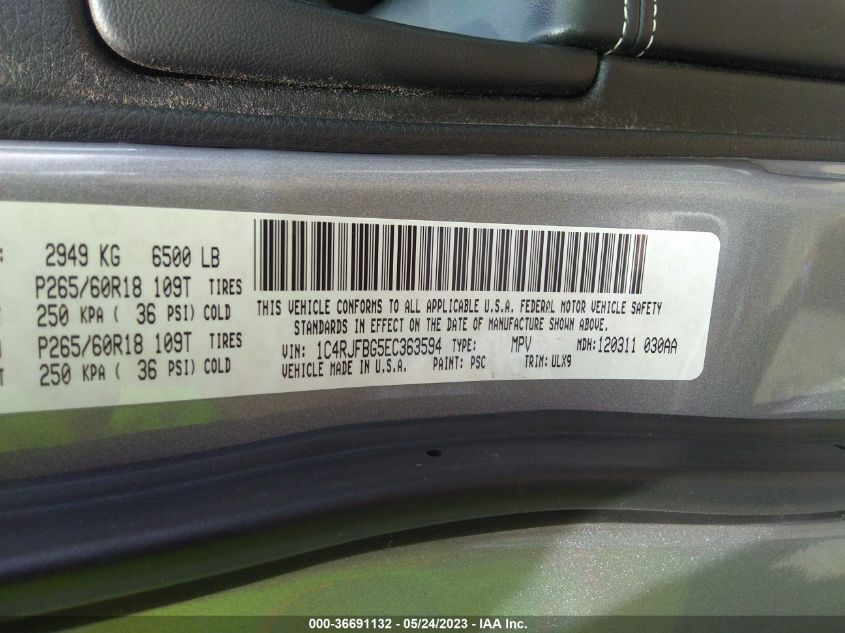 2949 KG 6500 LB
P265/60R18 109T TIRES
250 KPA ( 36 PSI) COLD
P265/60R18 109T TIRES
250 KPA ( 36 PSI) COLD
THIS VEHICLE CONFORMS TO ALL APPLICABLE U.S.A. FEDERAL MOTOR VEHICLE SAFETY
STANDARDS IN EFFECT ON THE DATE OF MANUFACTURE SHOWN ABOVE.
VIN: 1C4RJFBG5EC363594 TYPE: MPV MDH: 120311 030AA
VEHICLE MADE IN U.S.A. PAINT: PSC TRIM: ULX9
000-36691132 - 05/24/2023 - IAA Inc.